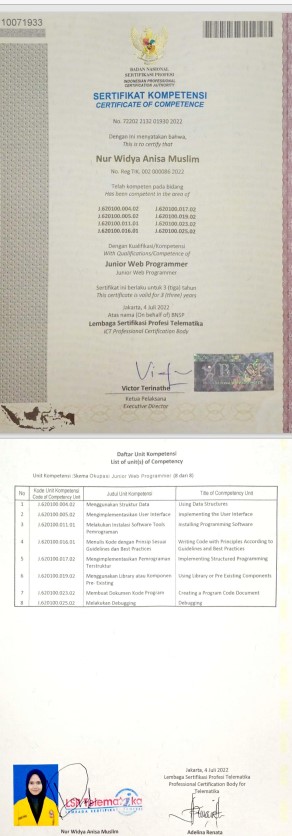 10071933
BADAN NASIONAL
SERTIFIKASI PROFESI
INDONESIAN PROFESSIONAL
CERTIFICATION AUTHORITY
SERTIFIKAT KOMPETENSI
CERTIFICATE OF COMPETENCE
No. 72202 2132 01930 2022
Dengan ini menyatakan bahwa,
This is to certify that
Nur Widya Anisa Muslim
No. Reg TIK. 002 000086 2022
Telah kompeten pada bidang
Has been competent in the area of
J.620100.004.02 J.620100.017.02
J.620100.005.02 J.620100.019.02
J.620100.011.01 J.620100.023.02
J.620100.016.01 J.620100.025.02
Dengan Kualifikasi/Kompetensi
With Qualifications/Competence of
Junior Web Programmer
Junior Web Programmer
Sertifikat ini berlaku untuk 3 (tiga) tahun
This certificate is valid for 3 (three) years
Jakarta, 4 Juli 2022
Atas nama (On behalf of) BNSP
Lembaga Sertifikasi Profesi Telematika
ICT Professional Certification Body
Victor Terinathe
Ketua Pelaksana
Executive Director
Daftar Unit Kompetensi
List of unit(s) of Competency
Unit Kompetensi Skema Okupasi Junior Web Programmer (8 dari 8)
No Kode Unit Kompetensi Judul Unit Kompetensi Title of Competency Unit
Code of Competency Unit
1 J.620100.004.02 Menggunakan Struktur Data Using Data Structures
2 J.620100.005.02 Mengimplementasikan User Interface Implementing the User Interface
3 J.620100.011.01 Melakukan Instalasi Software Tools Installing Programming Software
Pemrograman
4 J.620100.016.01 Menulis Kode dengan Prinsip Sesuai Writing Code with Principles According to
Guidelines dan Best Practices Guidelines and Best Practices
5 J.620100.017.02 Mengimplementasikan Pemrograman Implementing Structured Programming
Terstruktur
6 J.620100.019.02 Menggunakan Library atau Komponen Using Library or Pre Existing Components
Pre- Existing
7 J.620100.023.02 Membuat Dokumen Kode Program Creating a Program Code Document
8 J.620100.025.02 Melakukan Debugging Debugging
Jakarta, 4 Juli 2022
Lembaga Sertifikasi Profesi Telematika
Professional Certification Body for
Telematika
LSP Telematika
Nur Widya Anisa Muslim
Adelina Renata